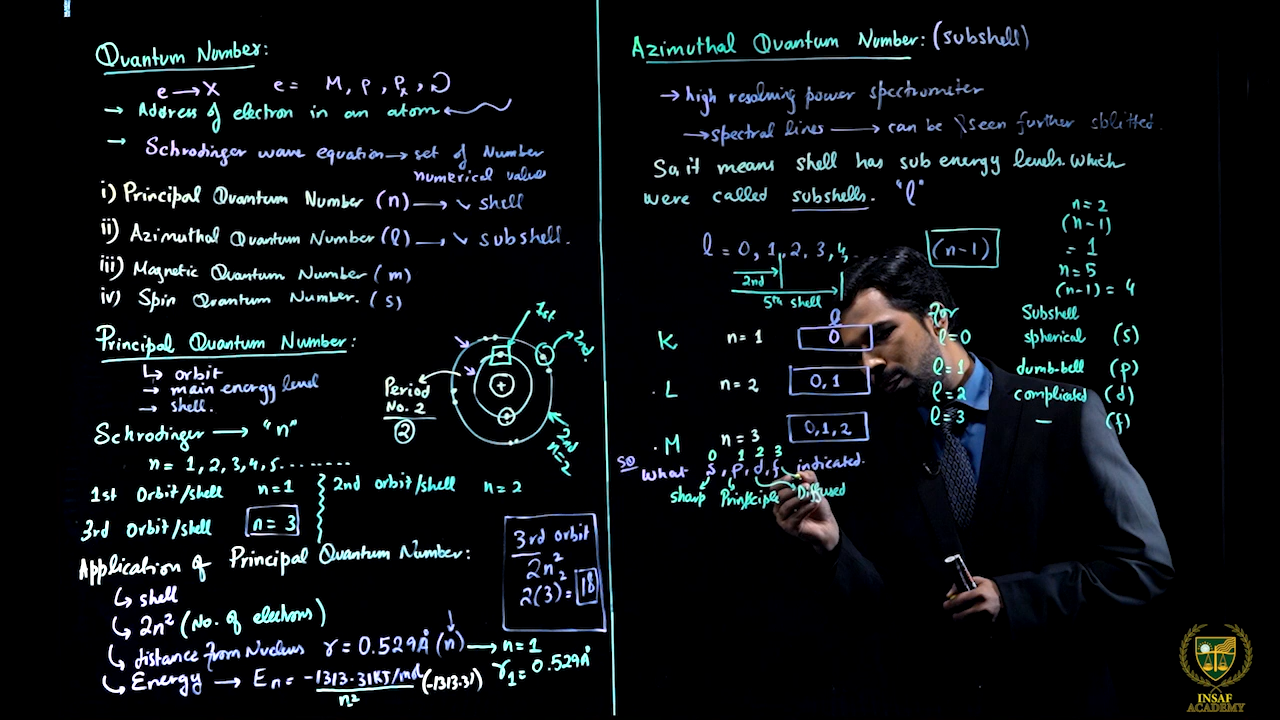 Quantum Number:
e → X e = M, P, Px, D
→ Address of electron in an atom
→ Schrodinger wave equation → set of Number
numerical values
i) Principal Quantum Number (n) → shell
ii) Azimuthal Quantum Number (l) → subshell.
iii) Magnetic Quantum Number (m)
iv) Spin Quantum Number. (s)
Principal Quantum Number:
↳ orbit
→ main energy level
→ shell.
Schrodinger → "n"
n = 1, 2, 3, 4, 5. .......
1st
2nd
+
Period
No. 2
2
2nd
n=2
1st Orbit/shell n=1
2nd orbit/shell n = 2
3rd orbit/shell n = 3
Application of Principal Quantum Number:
↳ shell
↳ 2n² (No. of electrons)
↳ distance from Nucleus r = 0.529Å (n) → n = 1
r₁ = 0.529Å
↳ Energy → En = -1313.31KJ/mol (-1313.31)
n²
3rd orbit
2n²
2(3)² = 18
Azimuthal Quantum Number: (subshell)
→ high resolving power spectrometer
→ spectral lines → can be seen further splitted.
So, it means shell has sub energy levels. which
were called subshells. "l"
l = 0, 1, 2, 3, 4, ..... (n-1)
2nd
5th shell
n = 2
(n-1)
= 1
n = 5
(n-1) = 4
l
K n = 1 0
. L n = 2 0, 1
. M n = 3 0, 1, 2
For Subshell
l=0 spherical (s)
l=1 dumb-bell (p)
l=2 complicated (d)
l=3 — (f)
0 1 2 3
so What s, p, d, f indicated.
sharp Principle Diffused
INSAF
ACADEMY